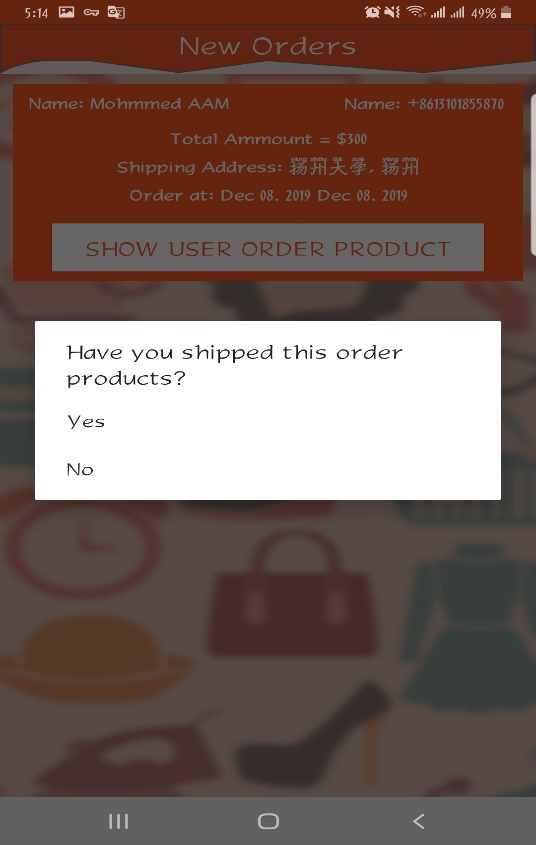 5:14 49%
New Orders
Name: Mohmmed AAM Name: +8613101855870
Total Ammount = $300
Shipping Address: 扬州大学, 扬州
Order at: Dec 08. 2019 Dec 08. 2019
SHOW USER ORDER PRODUCT
Have you shipped this order
products?
Yes
No